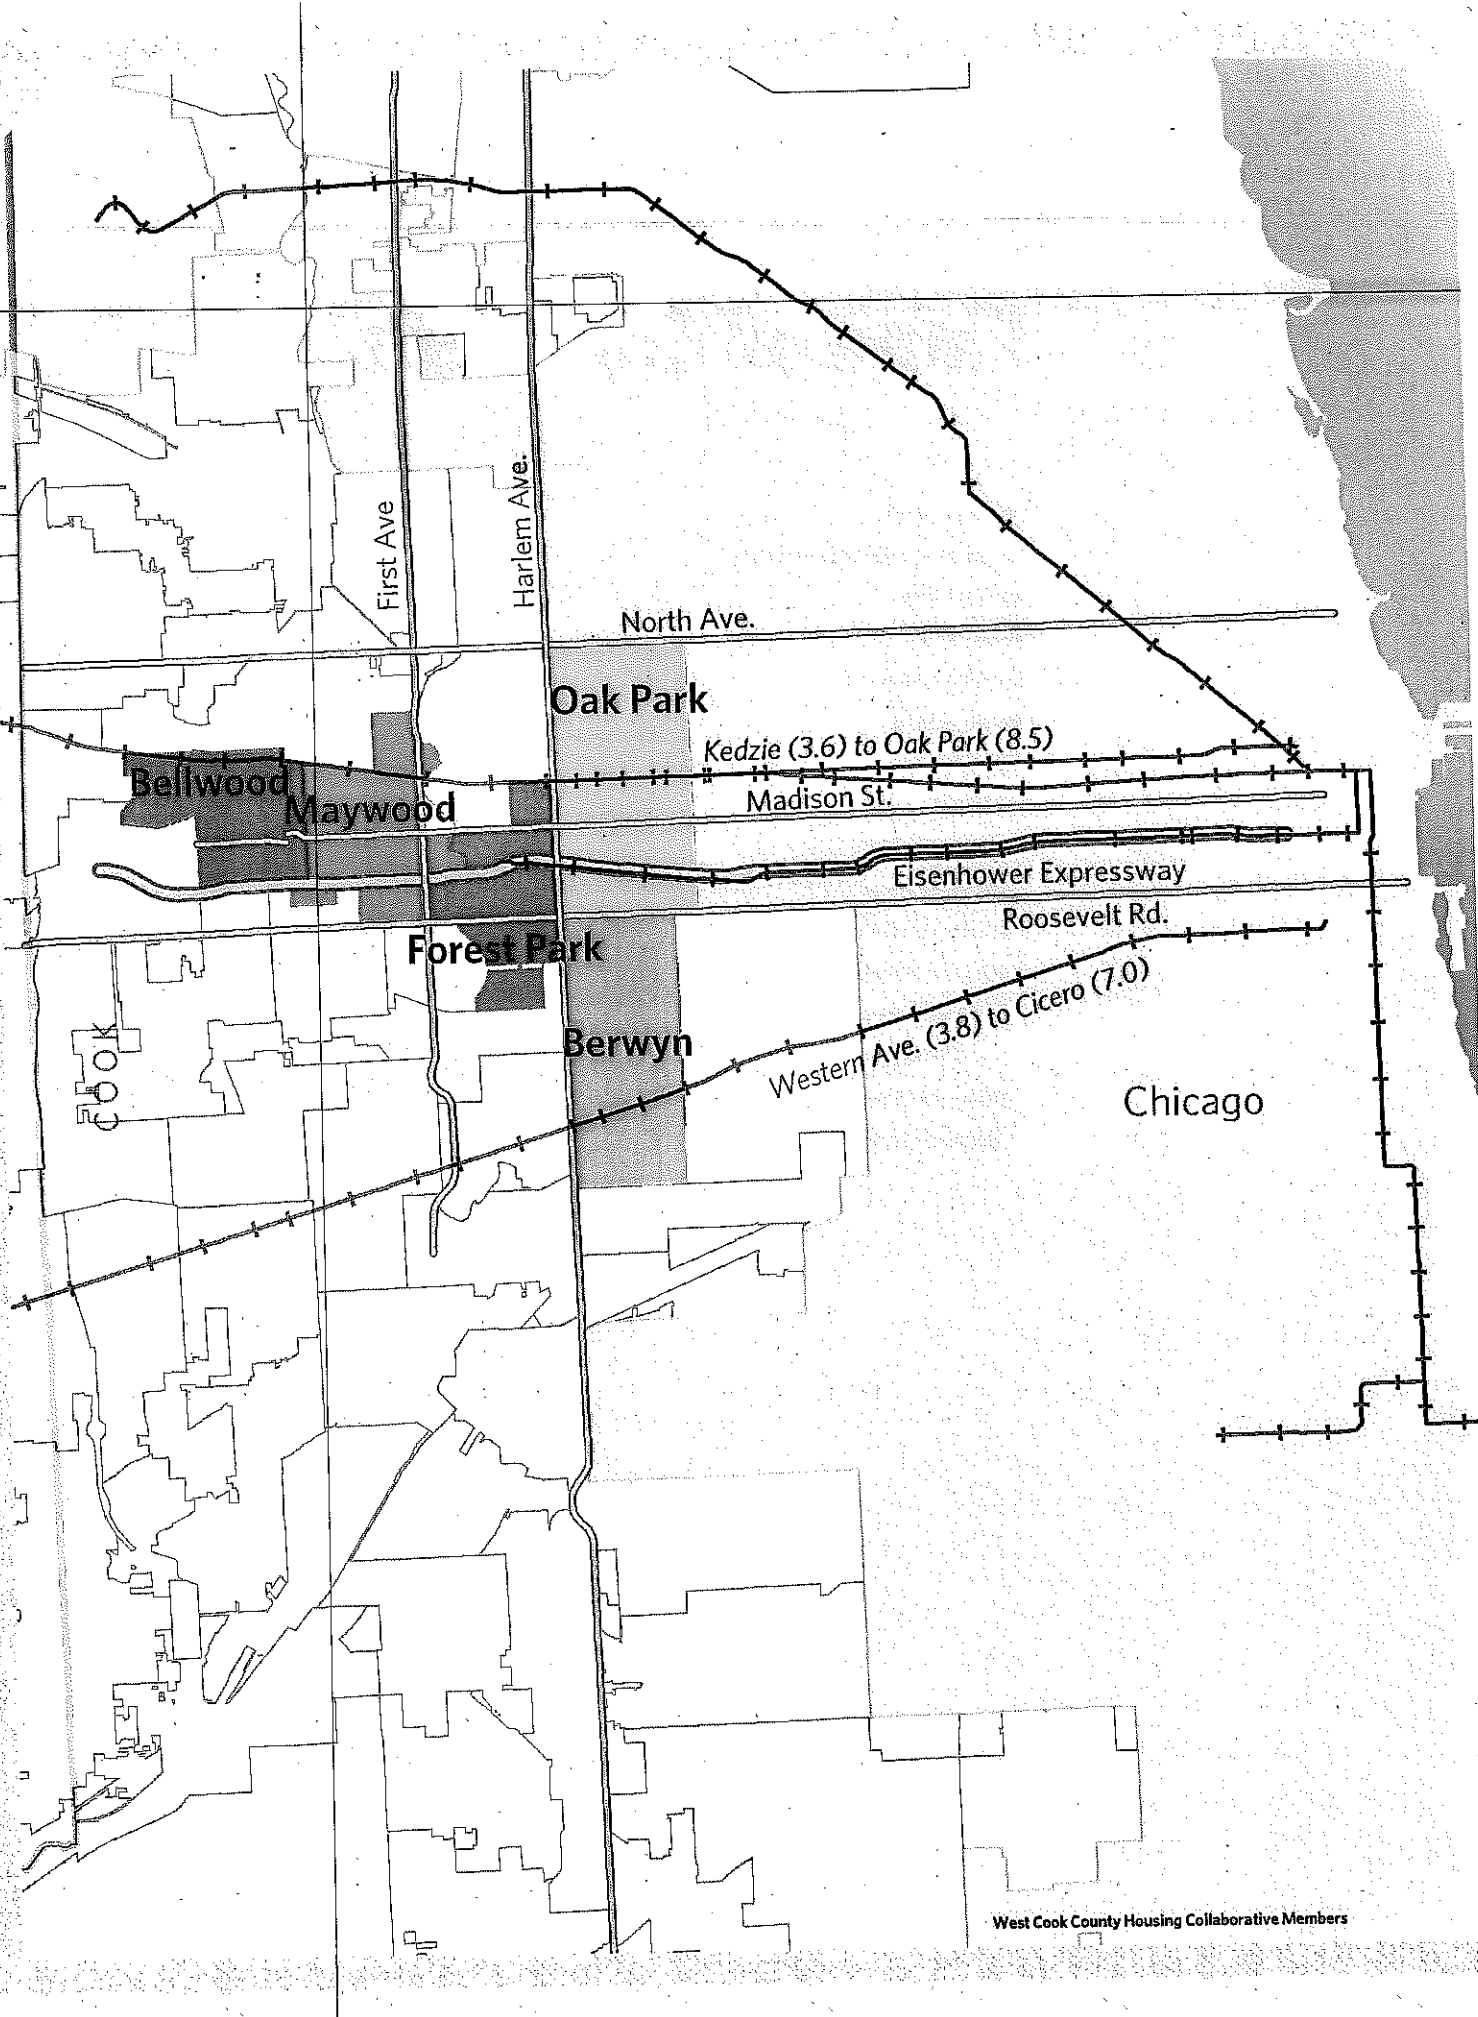 First Ave
Harlem Ave.
North Ave.
Oak Park
Kedzie (3.6) to Oak Park (8.5)
Bellwood
Maywood
Madison St.
Eisenhower Expressway
Roosevelt Rd.
Forest Park
Western Ave. (3.8) to Cicero (7.0)
COOK
Berwyn
Chicago
West Cook County Housing Collaborative Members